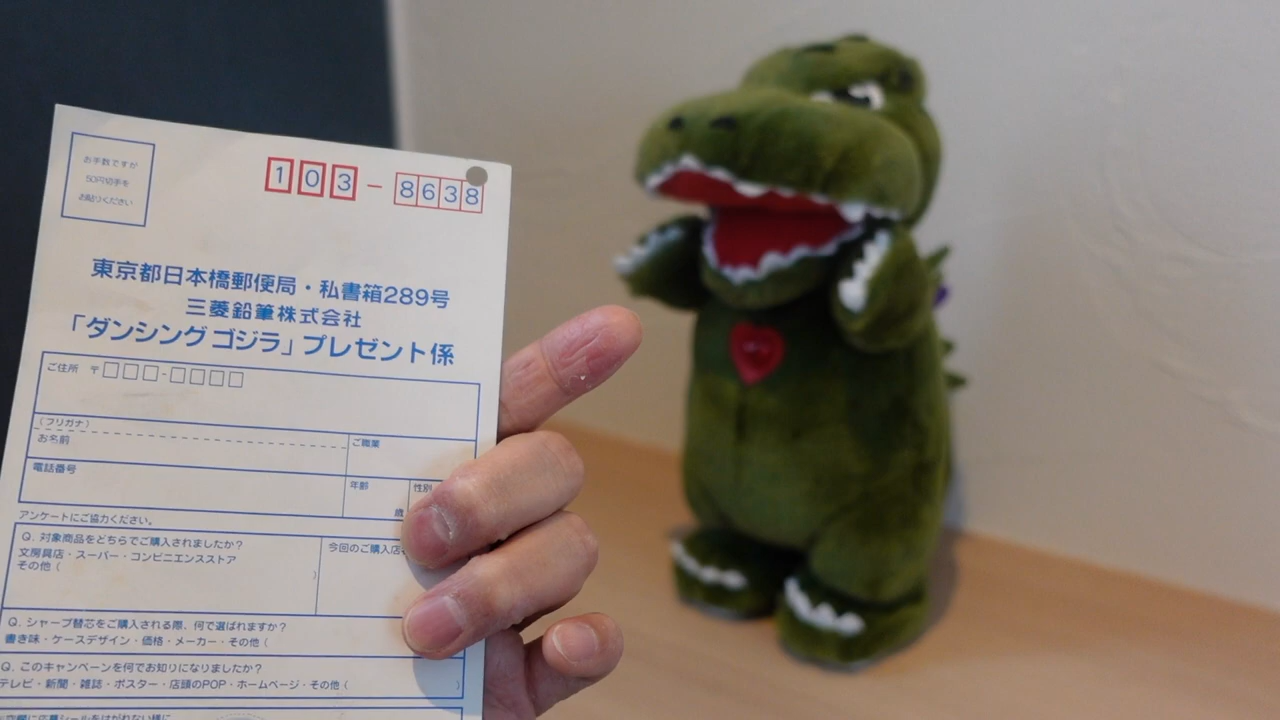 お手数ですが
50円切手を
お貼りください
103-8638
東京都日本橋郵便局・私書箱289号
三菱鉛筆株式会社
「ダンシング ゴジラ」プレゼント係
ご住所 〒□□□-□□□□
(フリガナ)
お名前
ご職業
電話番号
年齢
歳
性別
アンケートにご協力ください。
Q. 対象商品をどちらでご購入されましたか?
文房具店・スーパー・コンビニエンスストア
その他( )
今回のご購入店
Q. シャープ替芯をご購入される際、何で選ばれますか?
書き味・ケースデザイン・価格・メーカー・その他(
Q. このキャンペーンを何でお知りになりましたか?
テレビ・新聞・雑誌・ポスター・店頭のPOP・ホームページ・その他( )